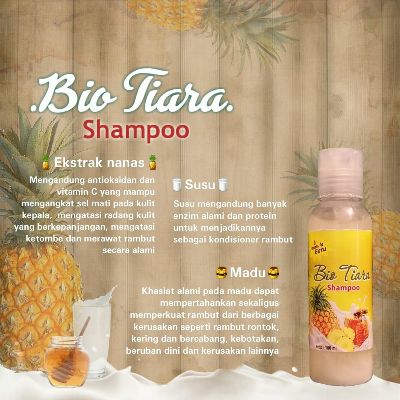 .Bio Tiara.
Shampoo
Ekstrak nanas
Mengandung antioksidan dan
vitamin C yang mampu
mengangkat sel mati pada kulit
kepala, mengatasi radang kulit
yang berkepanjangan, mengatasi
ketombo dan merawat rambut
secara alami
Susu
Susu mengandung banyak
enzim alami dan protein
untuk menjadikannya
sebagai kondisioner rambut
Madu
Khasiat alami pada madu dapat
mempertahankan sekaligus
memperkuat rambut dari berbagai
kerusakan seperti rambut rontok,
kering dan bercabang, kebotakan,
beruban dini dan kerusakan lainnya
Bio Tiara
Shampoo